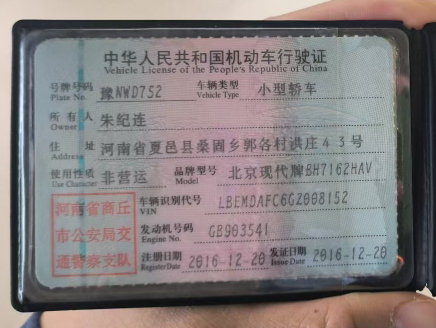 中华人民共和国机动车行驶证
Vehicle License of the People's Republic of China
号牌号码 豫NWD752 车辆类型 小型轿车
Plate No. Vehicle Type
所有人 朱纪连
Owner
住址 河南省夏邑县桑固乡郭各村洪庄43号
Address
使用性质 非营运 品牌型号 北京现代牌BH7162HAV
Use Character Model
河南省商丘 车辆识别代号 LBEMDAFC6GZ008152
VIN
市公安局交 发动机号码 GB903541
Engine No.
通警察支队 注册日期 2016-12-20 发证日期 2016-12-20
Register Date Issue Date